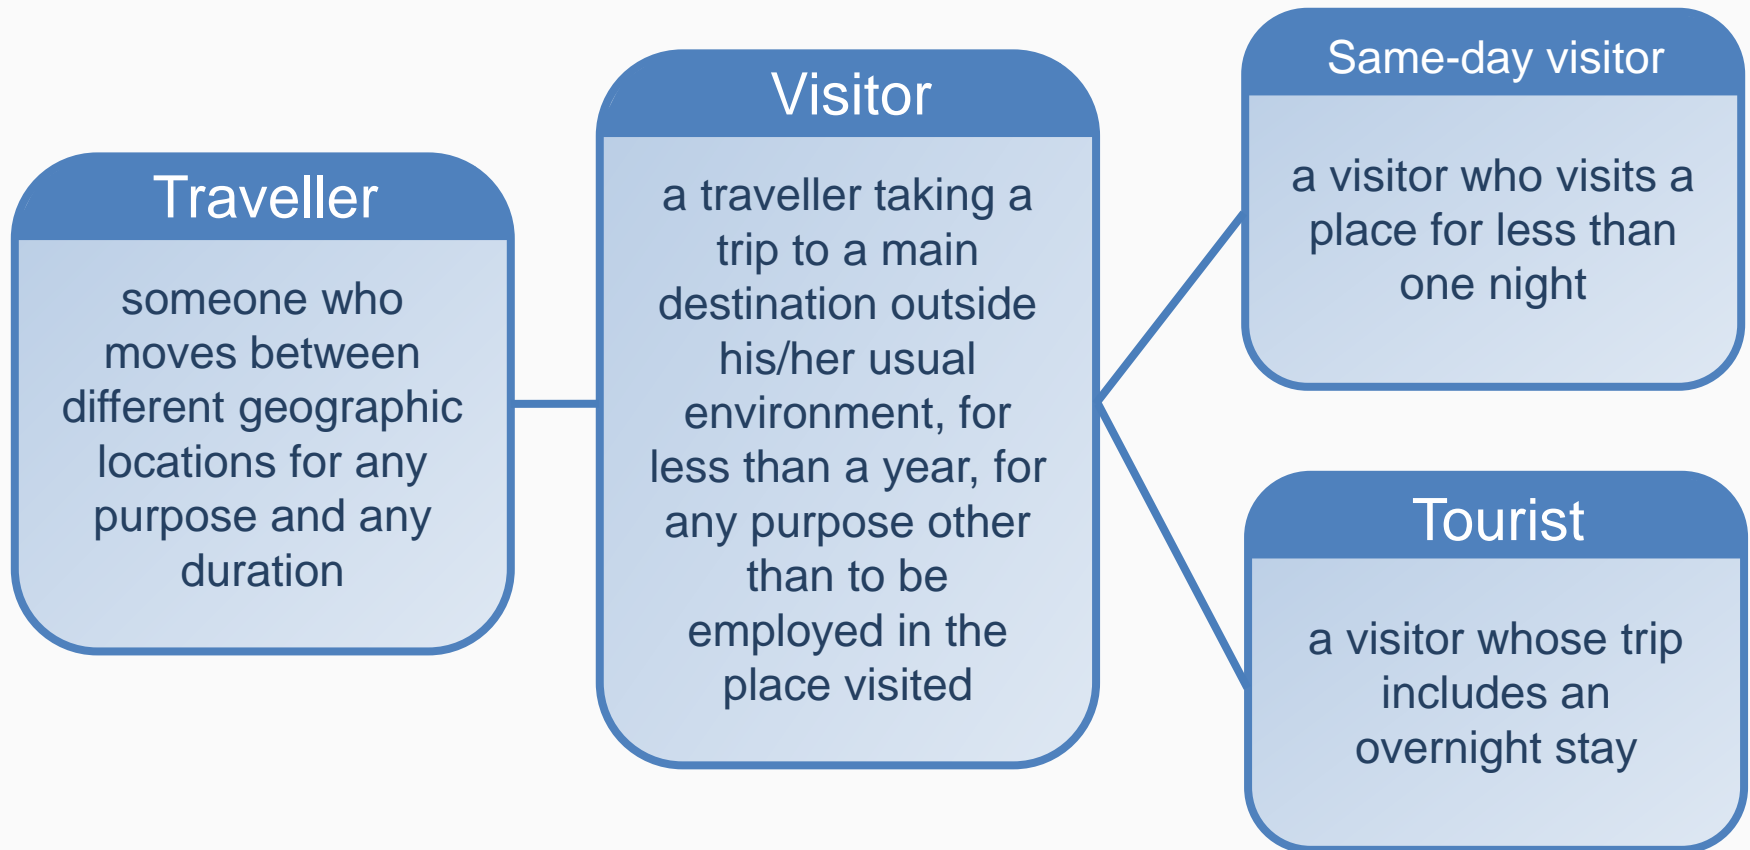 Traveller
someone who
moves between
different geographic
locations for any
purpose and any
duration
Visitor
a traveller taking a
trip to a main
destination outside
his/her usual
environment, for
less than a year, for
any purpose other
than to be
employed in the
place visited
Same-day visitor
a visitor who visits a
place for less than
one night
Tourist
a visitor whose trip
includes an
overnight stay